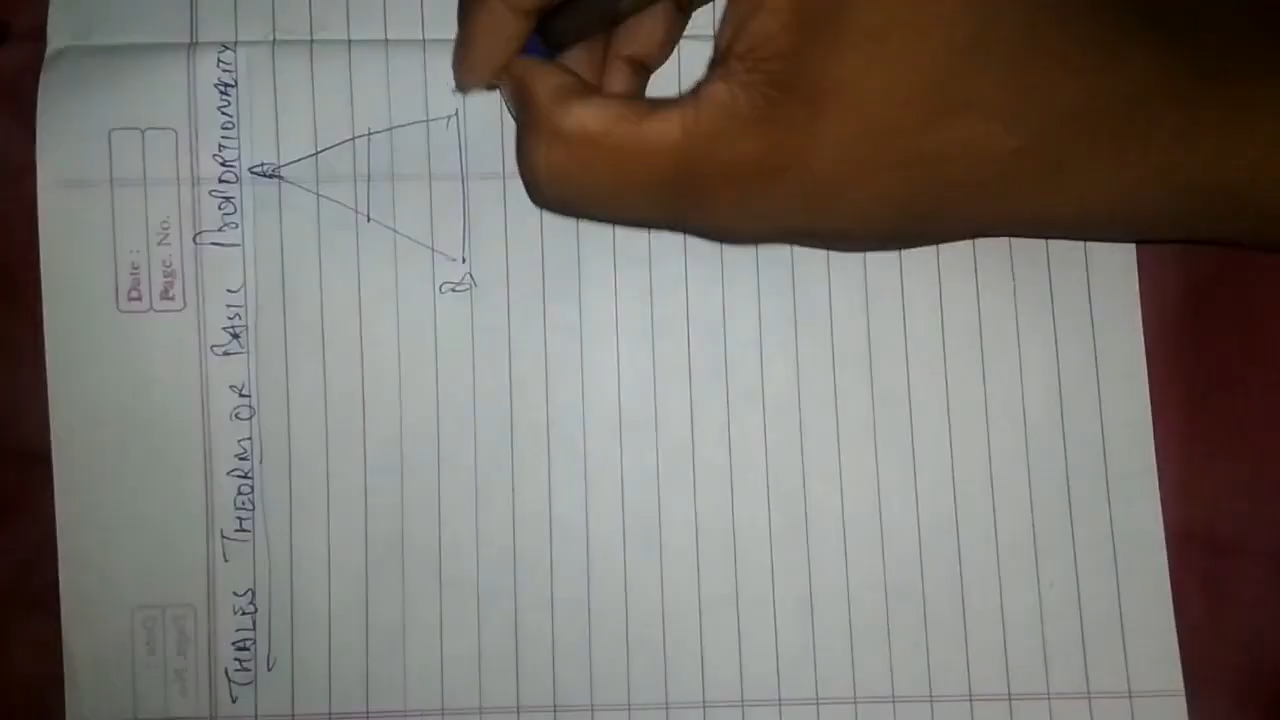 Date :
Page. No.
THALES THEORM OR BASIC PROPORTIONALITY
A
B